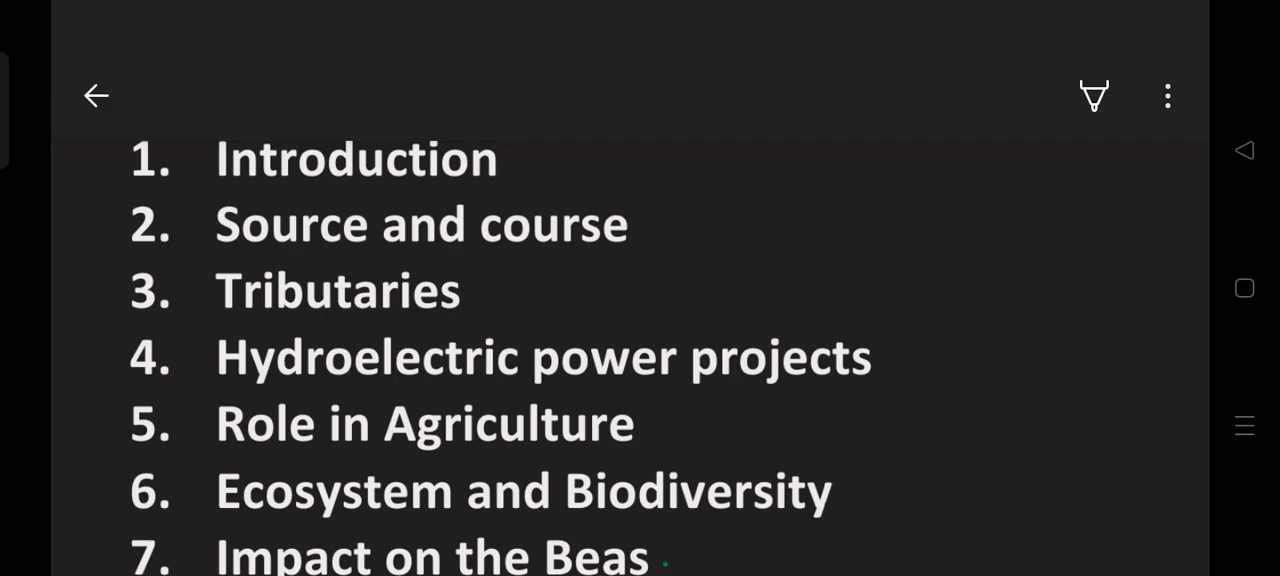 1. Introduction
2. Source and course
3. Tributaries
4. Hydroelectric power projects
5. Role in Agriculture
6. Ecosystem and Biodiversity
7. Impact on the Beas